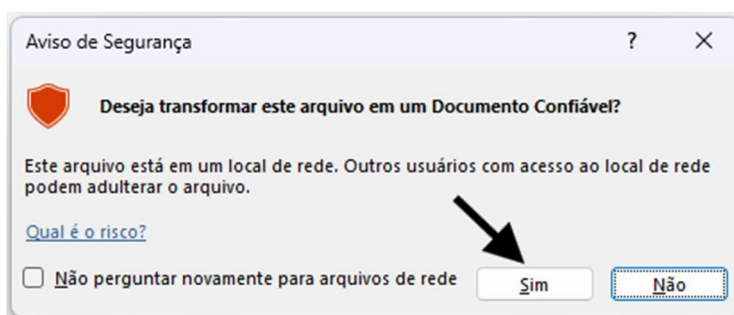 Aviso de Segurança
?
Deseja transformar este arquivo em um Documento Confiável?
Este arquivo está em um local de rede. Outros usuários com acesso ao local de rede
podem adulterar o arquivo.
Qual é o risco?
Não perguntar novamente para arquivos de rede
Sim
Não